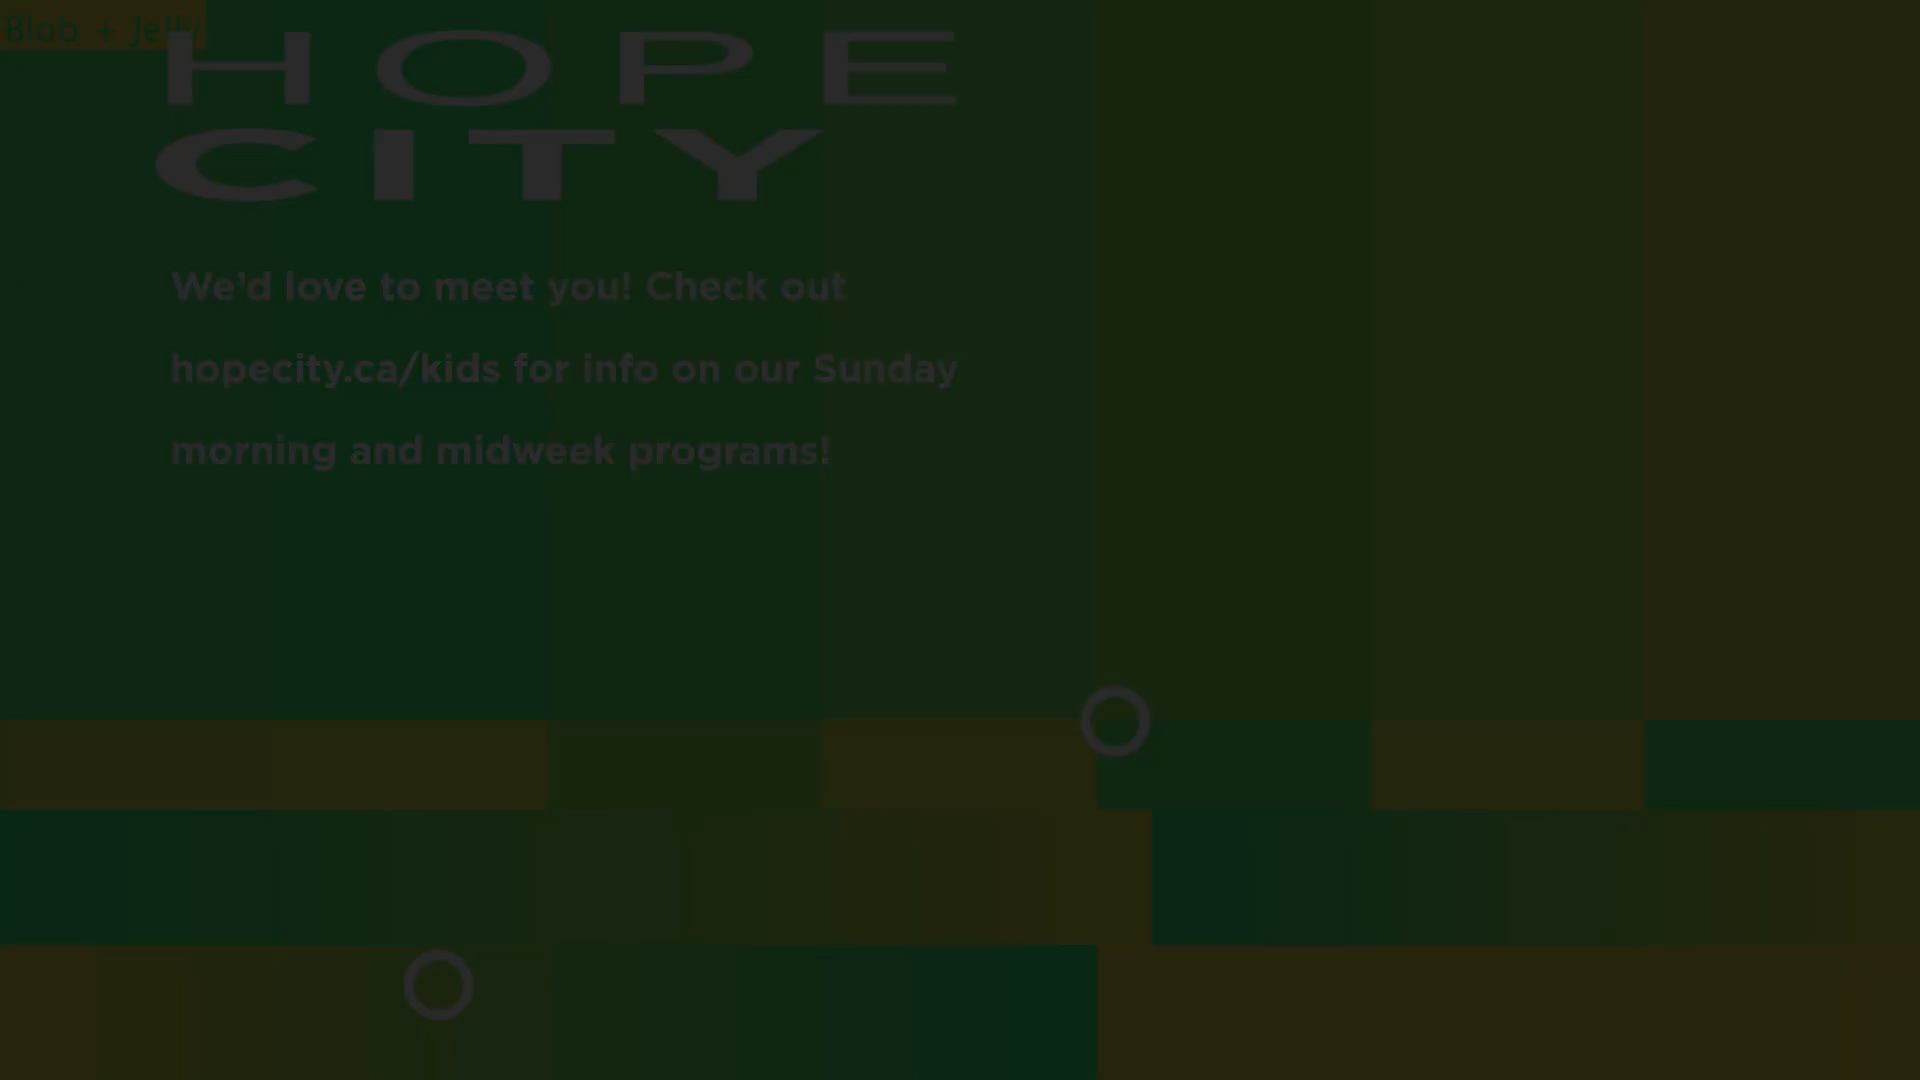 Blob + Jelly
HOPE
CITY
We'd love to meet you! Check out
hopecity.ca/kids for info on our Sunday
morning and midweek programs!